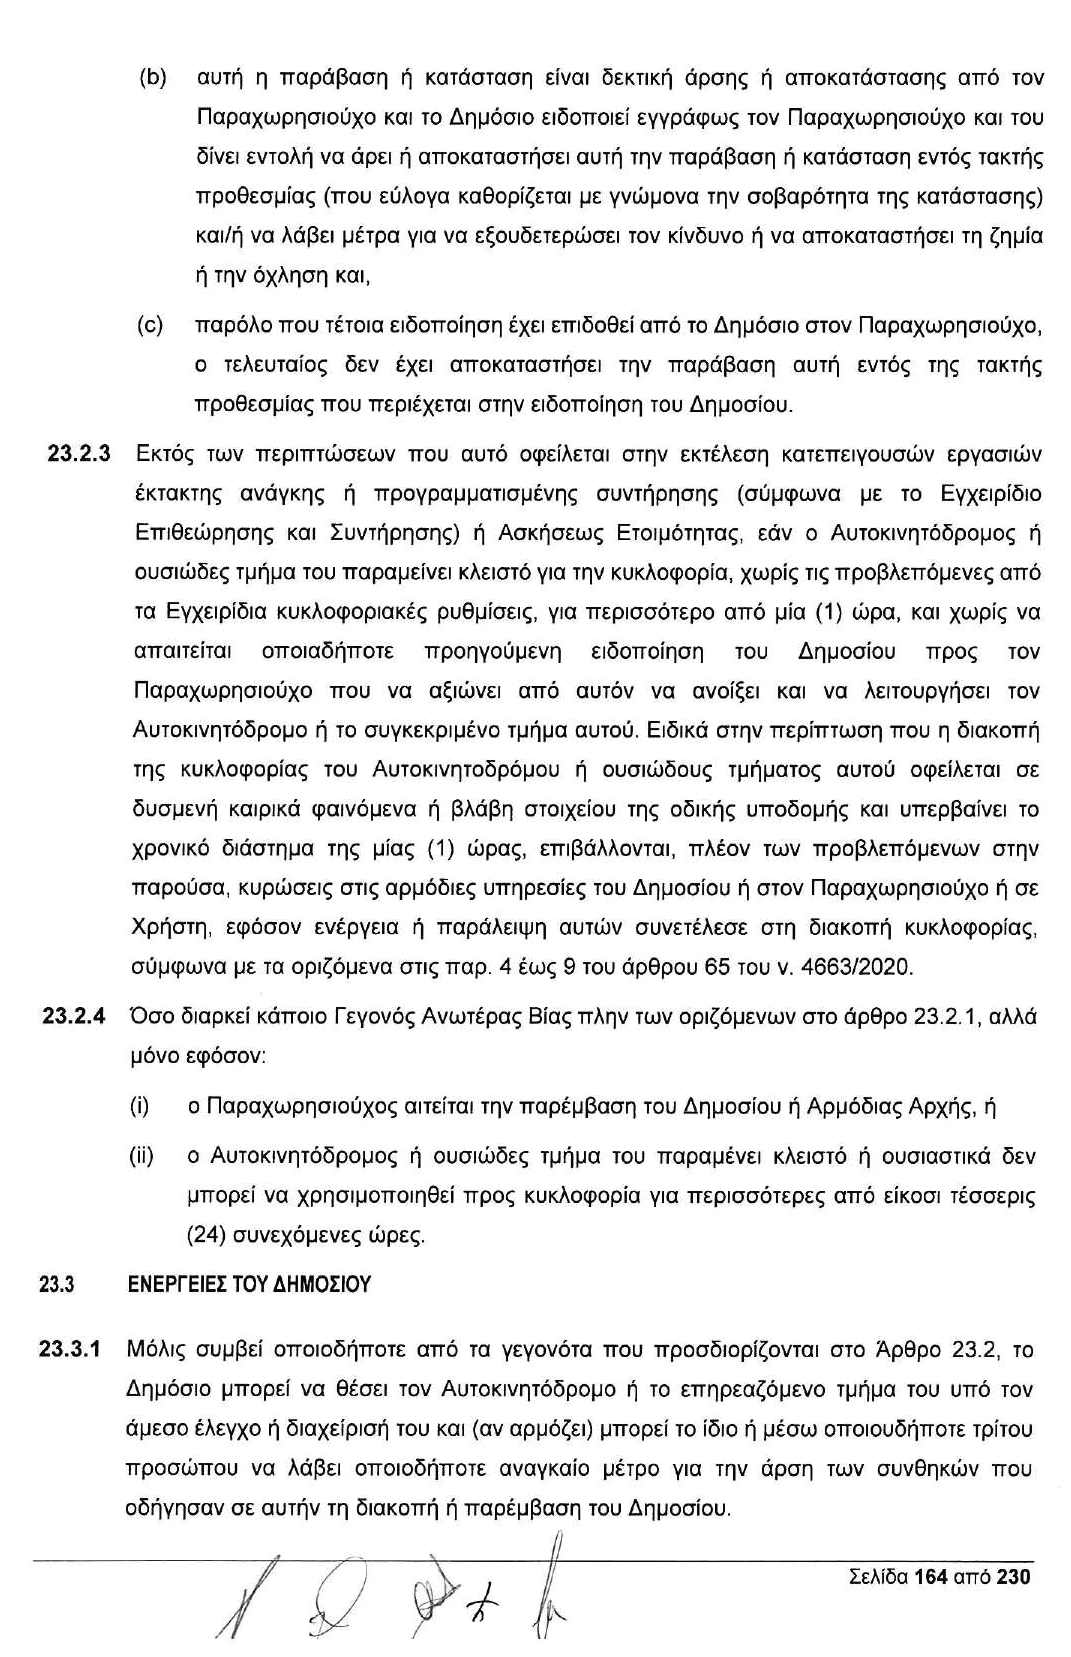 (b) αυτή η παράβαση ή κατάσταση είναι δεκτική άρσης ή αποκατάστασης από τον
Παραχωρησιούχο και το Δημόσιο ειδοποιεί εγγράφως τον Παραχωρησιούχο και του
δίνει εντολή να άρει ή αποκαταστήσει αυτή την παράβαση ή κατάσταση εντός τακτής
προθεσμίας (που εύλογα καθορίζεται με γνώμονα την σοβαρότητα της κατάστασης)
και/ή να λάβει μέτρα για να εξουδετερώσει τον κίνδυνο ή να αποκαταστήσει τη ζημία
ή την όχληση και,
(c) παρόλο που τέτοια ειδοποίηση έχει επιδοθεί από το Δημόσιο στον Παραχωρησιούχο,
ο τελευταίος δεν έχει αποκαταστήσει την παράβαση αυτή εντός της τακτής
προθεσμίας που περιέχεται στην ειδοποίηση του Δημοσίου.
23.2.3 Εκτός των περιπτώσεων που αυτό οφείλεται στην εκτέλεση κατεπειγουσών εργασιών
έκτακτης ανάγκης ή προγραμματισμένης συντήρησης (σύμφωνα με το Εγχειρίδιο
Επιθεώρησης και Συντήρησης) ή Ασκήσεως Ετοιμότητας, εάν ο Αυτοκινητόδρομος ή
ουσιώδες τμήμα του παραμείνει κλειστό για την κυκλοφορία, χωρίς τις προβλεπόμενες από
τα Εγχειρίδια κυκλοφοριακές ρυθμίσεις, για περισσότερο από μία (1) ώρα, και χωρίς να
απαιτείται οποιαδήποτε προηγούμενη ειδοποίηση του Δημοσίου προς τον
Παραχωρησιούχο που να αξιώνει από αυτόν να ανοίξει και να λειτουργήσει τον
Αυτοκινητόδρομο ή το συγκεκριμένο τμήμα αυτού. Ειδικά στην περίπτωση που η διακοπή
της κυκλοφορίας του Αυτοκινητοδρόμου ή ουσιώδους τμήματος αυτού οφείλεται σε
δυσμενή καιρικά φαινόμενα ή βλάβη στοιχείου της οδικής υποδομής και υπερβαίνει το
χρονικό διάστημα της μίας (1) ώρας, επιβάλλονται, πλέον των προβλεπόμενων στην
παρούσα, κυρώσεις στις αρμόδιες υπηρεσίες του Δημοσίου ή στον Παραχωρησιούχο ή σε
Χρήστη, εφόσον ενέργεια ή παράλειψη αυτών συνετέλεσε στη διακοπή κυκλοφορίας,
σύμφωνα με τα οριζόμενα στις παρ. 4 έως 9 του άρθρου 65 του ν. 4663/2020.
23.2.4 Όσο διαρκεί κάποιο Γεγονός Ανωτέρας Βίας πλην των οριζόμενων στο άρθρο 23.2.1, αλλά
μόνο εφόσον:
(i) ο Παραχωρησιούχος αιτείται την παρέμβαση του Δημοσίου ή Αρμόδιας Αρχής, ή
(ii) ο Αυτοκινητόδρομος ή ουσιώδες τμήμα του παραμένει κλειστό ή ουσιαστικά δεν
μπορεί να χρησιμοποιηθεί προς κυκλοφορία για περισσότερες από είκοσι τέσσερις
(24) συνεχόμενες ώρες.
23.3 ΕΝΕΡΓΕΙΕΣ ΤΟΥ ΔΗΜΟΣΙΟΥ
23.3.1 Μόλις συμβεί οποιοδήποτε από τα γεγονότα που προσδιορίζονται στο Άρθρο 23.2, το
Δημόσιο μπορεί να θέσει τον Αυτοκινητόδρομο ή το επηρεαζόμενο τμήμα του υπό τον
άμεσο έλεγχο ή διαχείρισή του και (αν αρμόζει) μπορεί το ίδιο ή μέσω οποιουδήποτε τρίτου
προσώπου να λάβει οποιοδήποτε αναγκαίο μέτρο για την άρση των συνθηκών που
οδήγησαν σε αυτήν τη διακοπή ή παρέμβαση του Δημοσίου.
Σελίδα 164 από 230